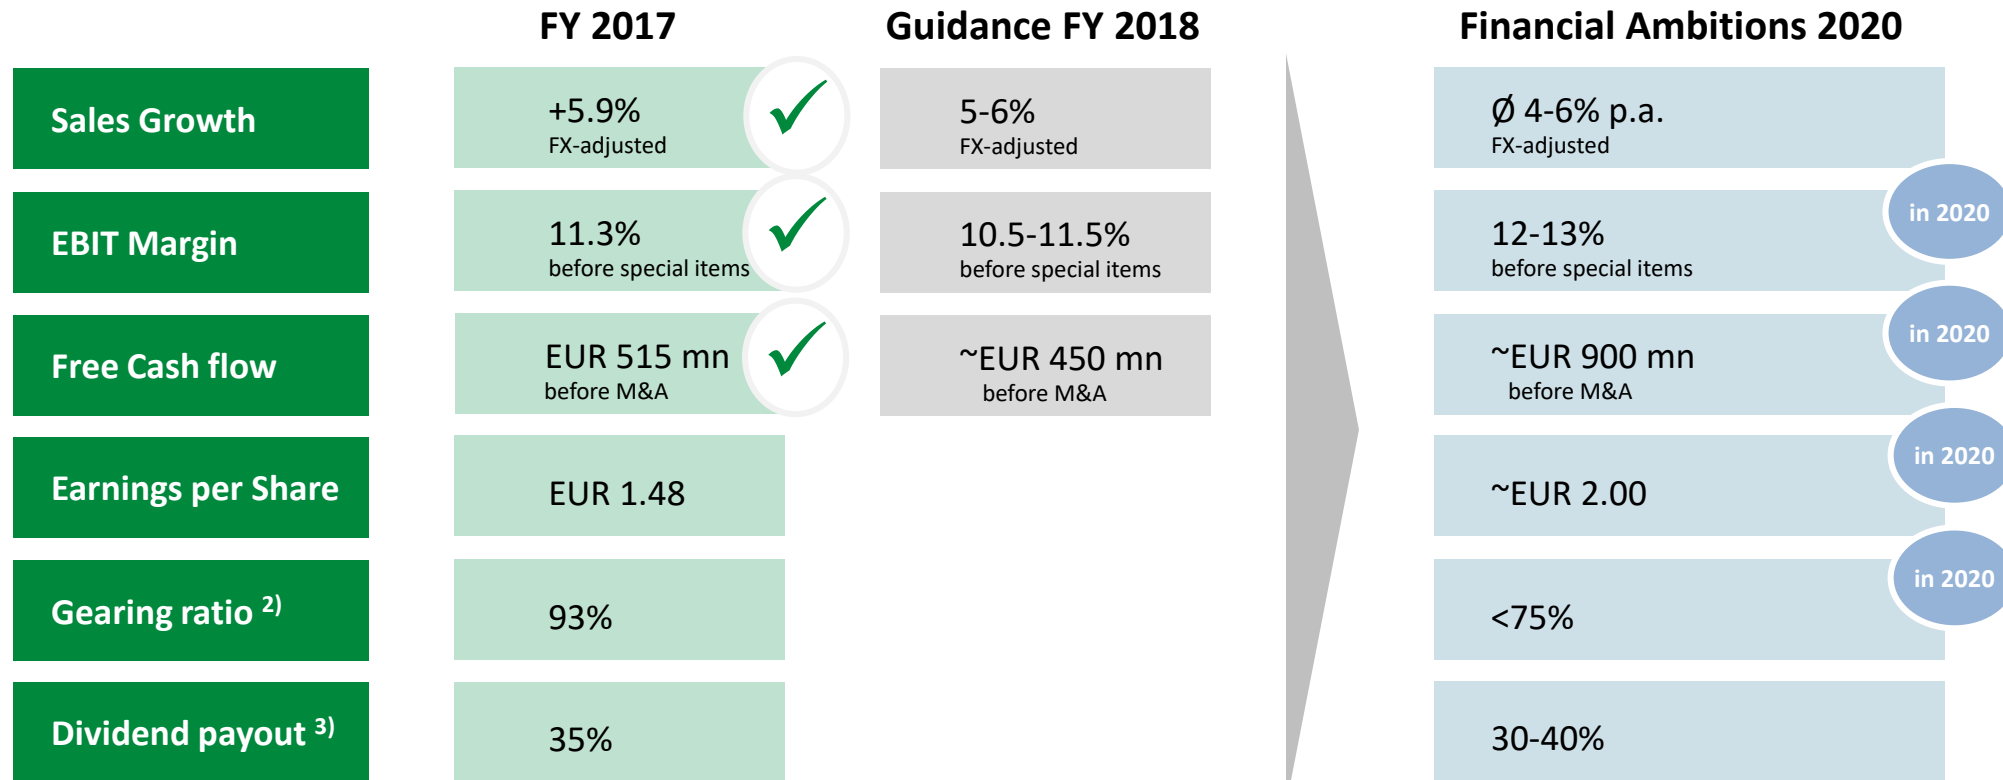 FY 2017
Guidance FY 2018
Financial Ambitions 2020
Sales Growth
+5.9%
FX-adjusted
5-6%
FX-adjusted
Ø 4-6% p.a.
FX-adjusted
EBIT Margin
11.3%
before special items
10.5-11.5%
before special items
12-13%
before special items
in 2020
Free Cash flow
EUR 515 mn
before M&A
~EUR 450 mn
before M&A
~EUR 900 mn
before M&A
in 2020
Earnings per Share
EUR 1.48
~EUR 2.00
in 2020
Gearing ratio 2)
93%
<75%
in 2020
Dividend payout 3)
35%
30-40%